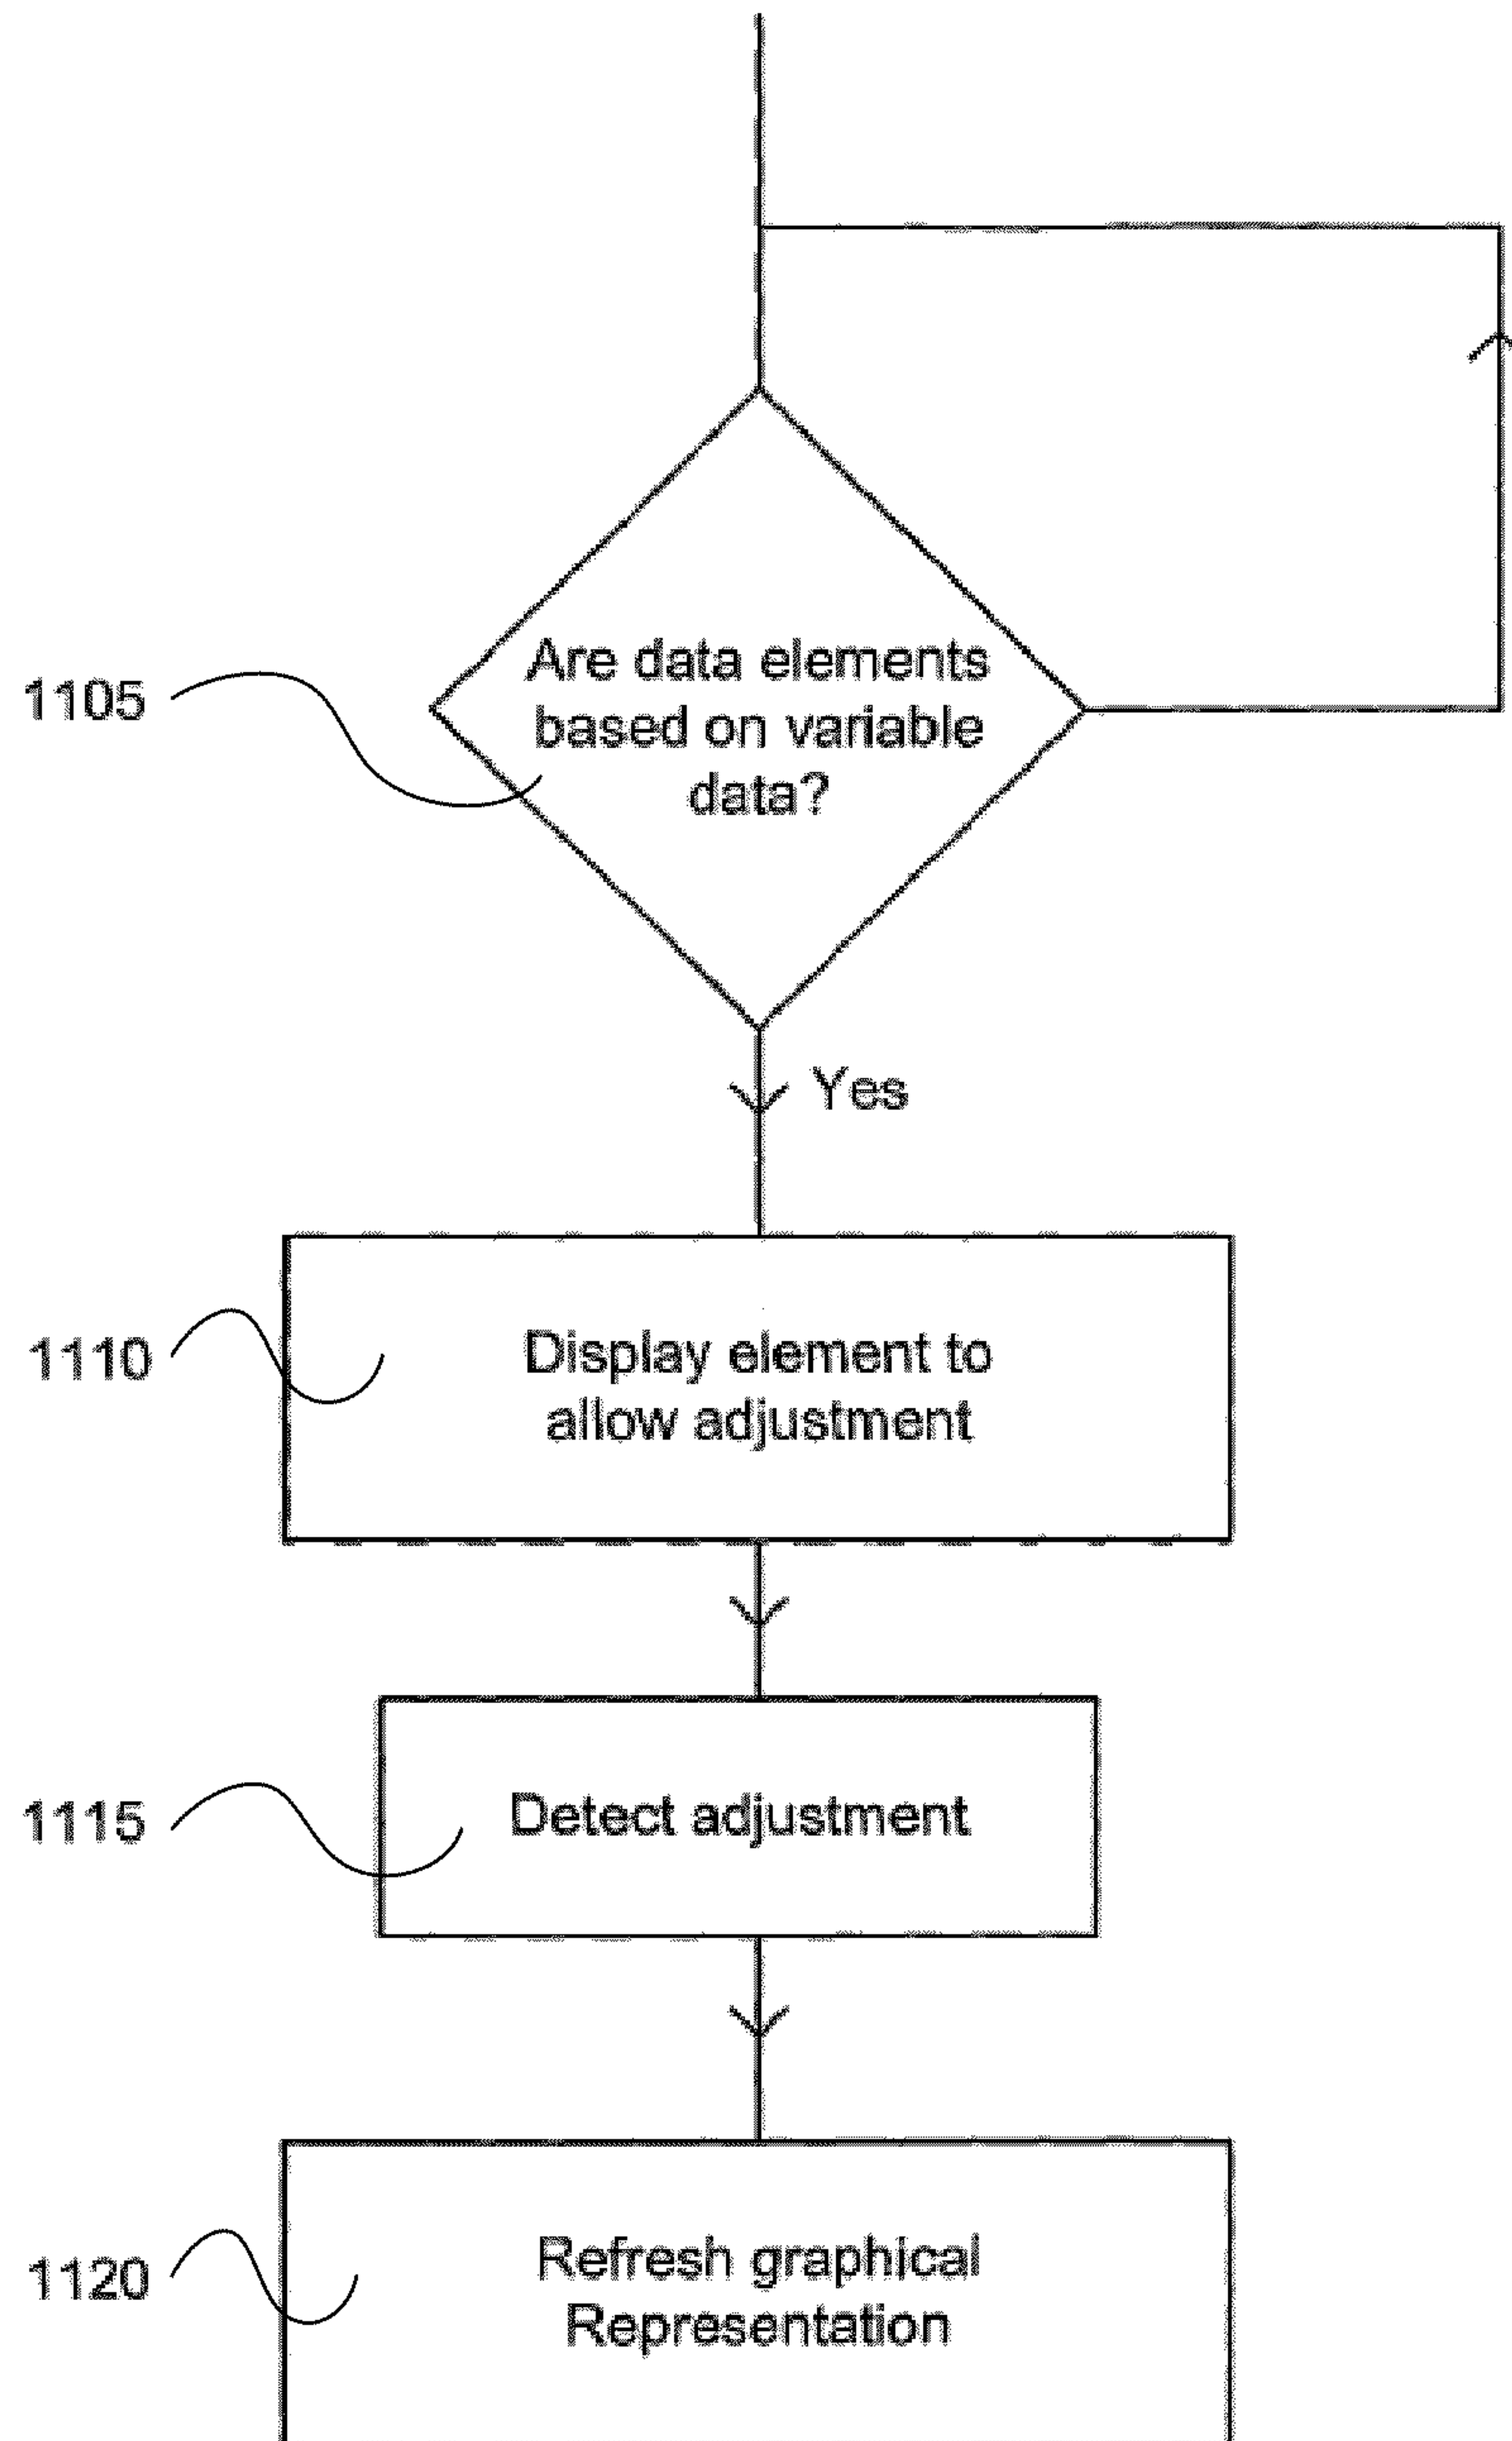 1105
Are data elements
based on variable
data?
Yes
1110
Display element to
allow adjustment
1115
Detect adjustment
1120
Refresh graphical
Representation